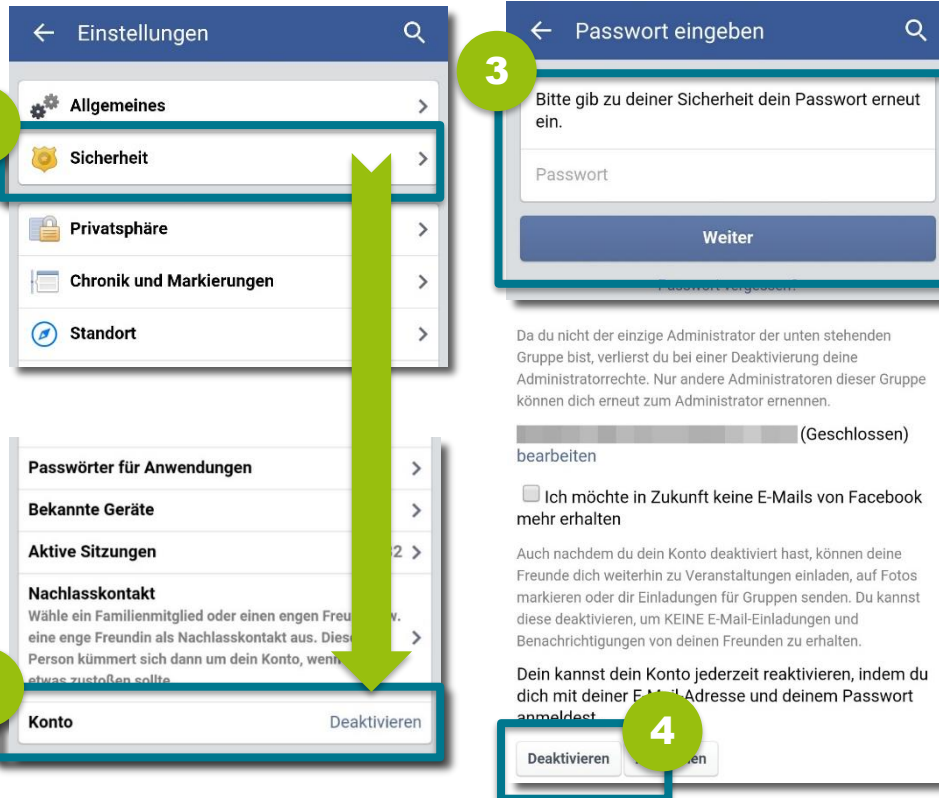 Einstellungen
Allgemeines
Sicherheit
Privatsphäre
Chronik und Markierungen
Standort
Passwörter für Anwendungen
Bekannte Geräte
Aktive Sitzungen 2
Nachlasskontakt
Wähle ein Familienmitglied oder einen engen
eine enge Freundin als Nachlasskontakt aus.
Person kümmert sich dann um dein Konto,
etwas zustoßen sollte
Konto Deaktivieren
3
Passwort eingeben
Bitte gib zu deiner Sicherheit dein Passwort erneut
ein.
Passwort
Weiter
Passwort vergessen?
Da du nicht der einzige Administrator der unten stehenden
Gruppe bist, verlierst du bei einer Deaktivierung deine
Administratorrechte. Nur andere Administratoren dieser Gruppe
können dich erneut zum Administrator ernennen.
(Geschlossen)
bearbeiten
Ich möchte in Zukunft keine E-Mails von Facebook
mehr erhalten
Auch nachdem du dein Konto deaktiviert hast, können deine
Freunde dich weiterhin zu Veranstaltungen einladen, auf Fotos
markieren oder dir Einladungen für Gruppen senden. Du kannst
diese deaktivieren, um KEINE E-Mail-Einladungen und
Benachrichtigungen von deinen Freunden zu erhalten.
Dein kannst dein Konto jederzeit reaktivieren, indem du
dich mit deiner E-Mail-Adresse und deinem Passwort
anmeldest
4
Deaktivieren